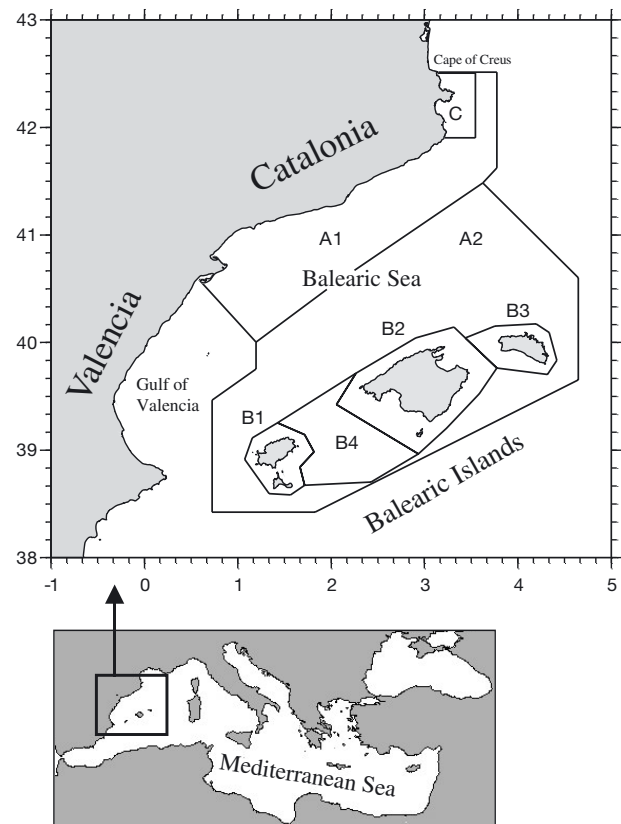 43
Cape of Creus
C
42
Catalonia
A1
A2
41
Balearic Sea
B3
B2
40
Valencia
Gulf of
Valencia
B1
B4
39
Balearic Islands
38
-1 0 1 2 3 4 5
Mediterranean Sea